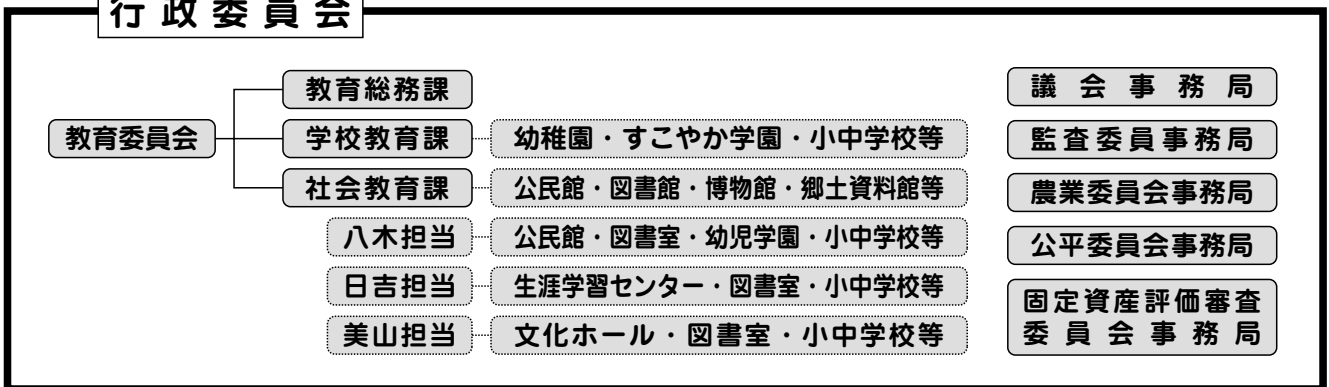 行政委員会
教育委員会
教育総務課
学校教育課
幼稚園・すこやか学園・小中学校等
社会教育課
公民館・図書館・博物館・郷土資料館等
八木担当
公民館・図書室・幼児学園・小中学校等
日吉担当
生涯学習センター・図書室・小中学校等
美山担当
文化ホール・図書室・小中学校等
議会事務局
監査委員事務局
農業委員会事務局
公平委員会事務局
固定資産評価審査
委員会事務局